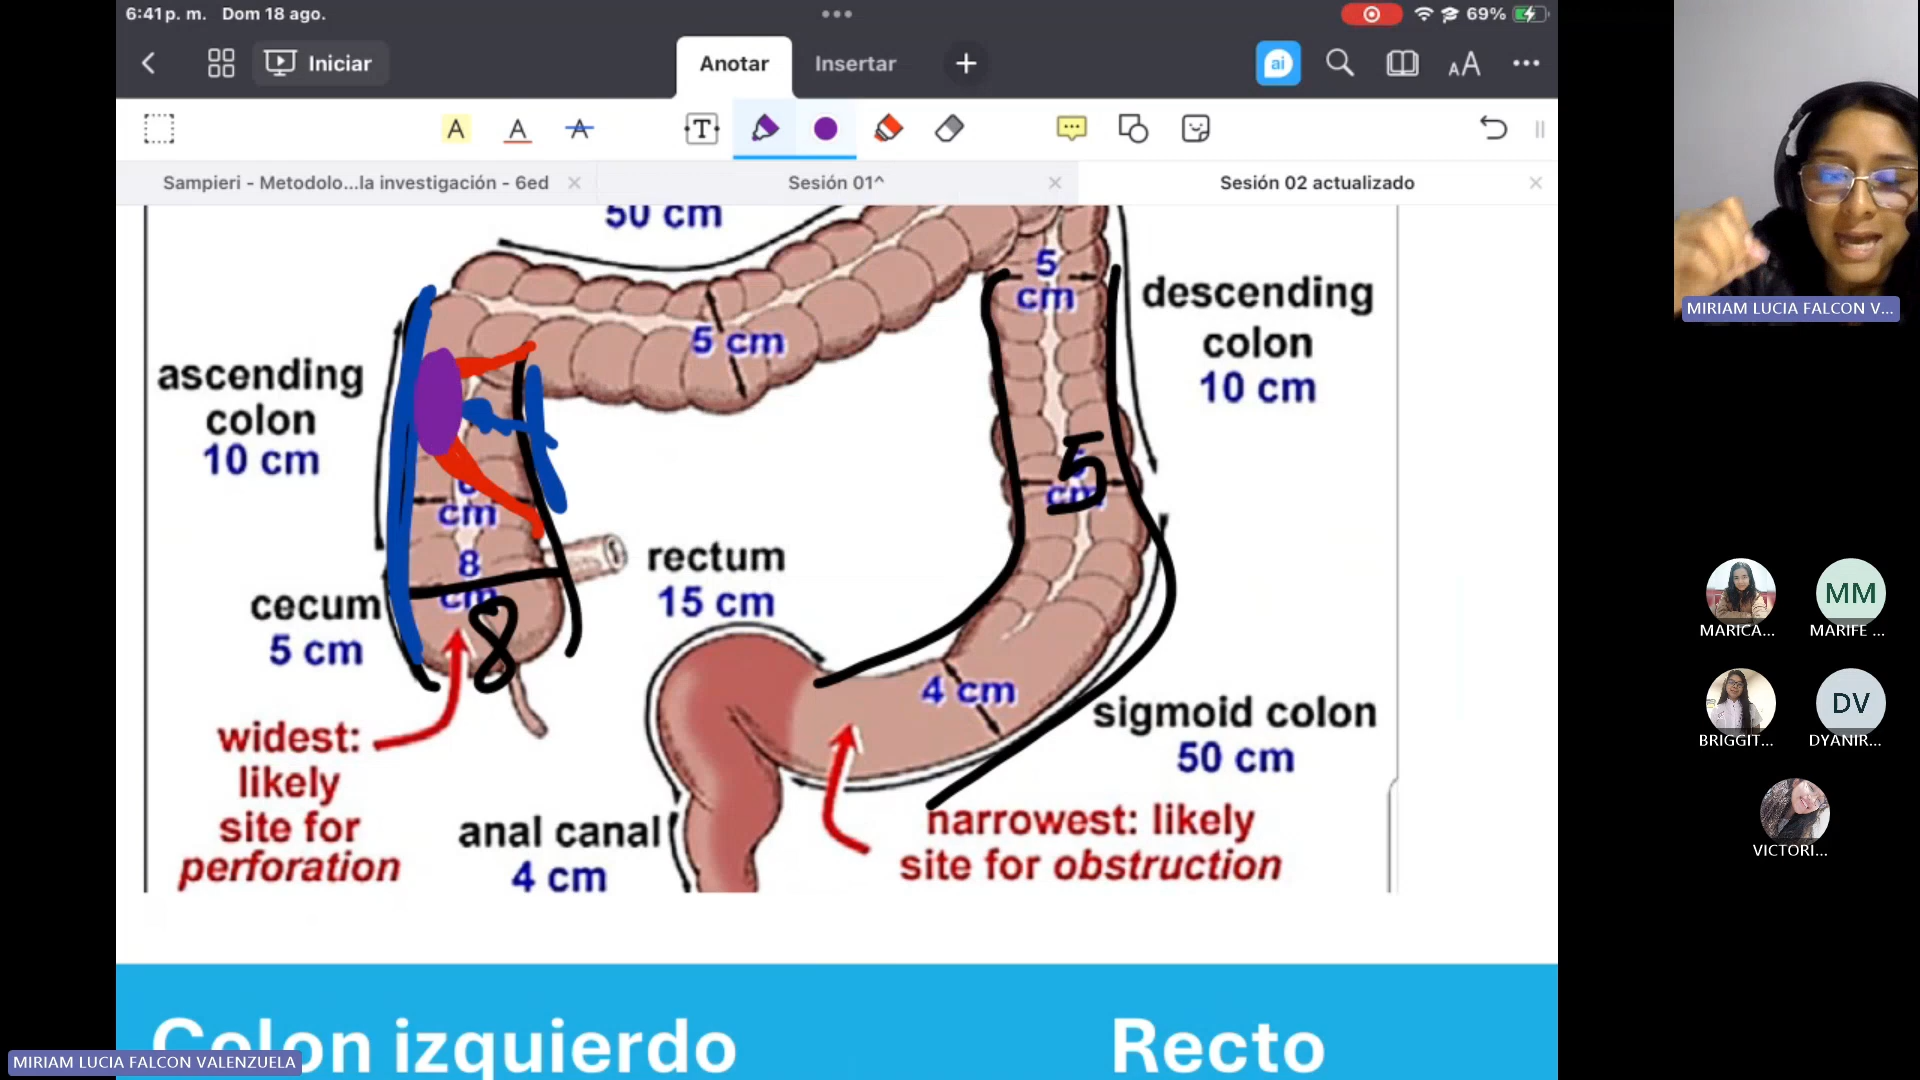 6:41 p. m. Dom 18 ago.
69%
Iniciar
Anotar
Insertar
ai
AA
A A A T
Sampieri - Metodolo...la investigación - 6ed
Sesión 01^
Sesión 02 actualizado
50 cm
5 cm
descending colon
10 cm
5 cm
ascending colon
10 cm
cm
5
cm
8 cm
8
cecum
5 cm
rectum
15 cm
4 cm
sigmoid colon
50 cm
widest:
likely
site for
perforation
anal canal
4 cm
narrowest: likely
site for obstruction
Colon izquierdo
Recto
MIRIAM LUCIA FALCON VALENZUELA
MIRIAM LUCIA FALCON V...
MM
MARICA...
MARIFE ...
DV
BRIGGIT...
DYANIR...
VICTORI...